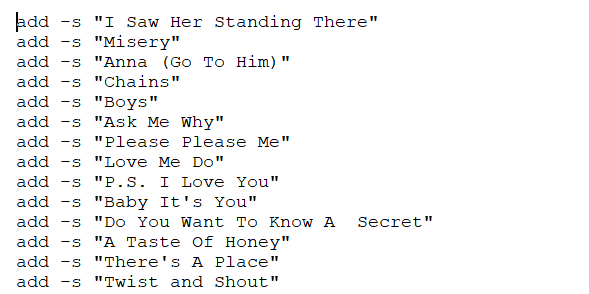 add -s "I Saw Her Standing There"
add -s "Misery"
add -s "Anna (Go To Him)"
add -s "Chains"
add -s "Boys"
add -s "Ask Me Why"
add -s "Please Please Me"
add -s "Love Me Do"
add -s "P.S. I Love You"
add -s "Baby It's You"
add -s "Do You Want To Know A  Secret"
add -s "A Taste Of Honey"
add -s "There's A Place"
add -s "Twist and Shout"